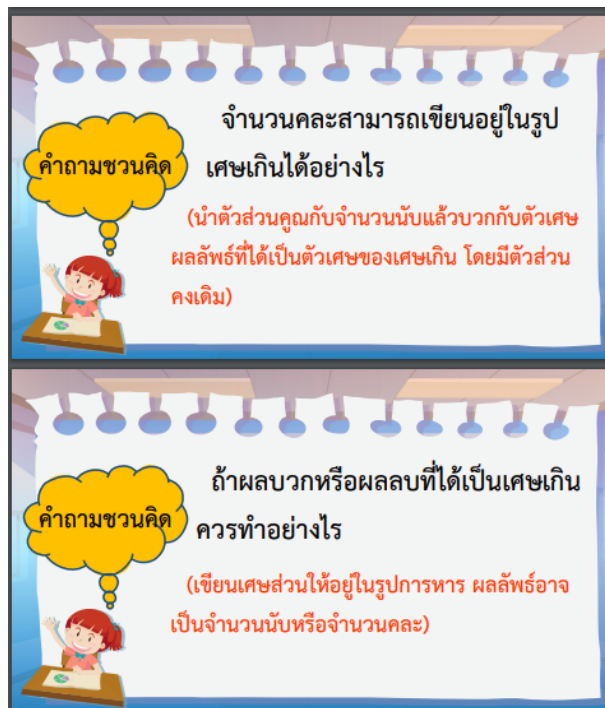 จำนวนคละสามารถเขียนอยู่ในรูป
คำถามชวนคิด
เศษเกินได้อย่างไร
(นำตัวส่วนคูณกับจำนวนนับแล้วบวกกับตัวเศษ
ผลลัพธ์ที่ได้เป็นตัวเศษของเศษเกิน โดยมีตัวส่วน
คงเดิม)
ถ้าผลบวกหรือผลลบที่ได้เป็นเศษเกิน
คำถามชวนคิด
ควรทำอย่างไร
(เขียนเศษส่วนให้อยู่ในรูปการหาร ผลลัพธ์อาจ
เป็นจำนวนนับหรือจำนวนคละ)